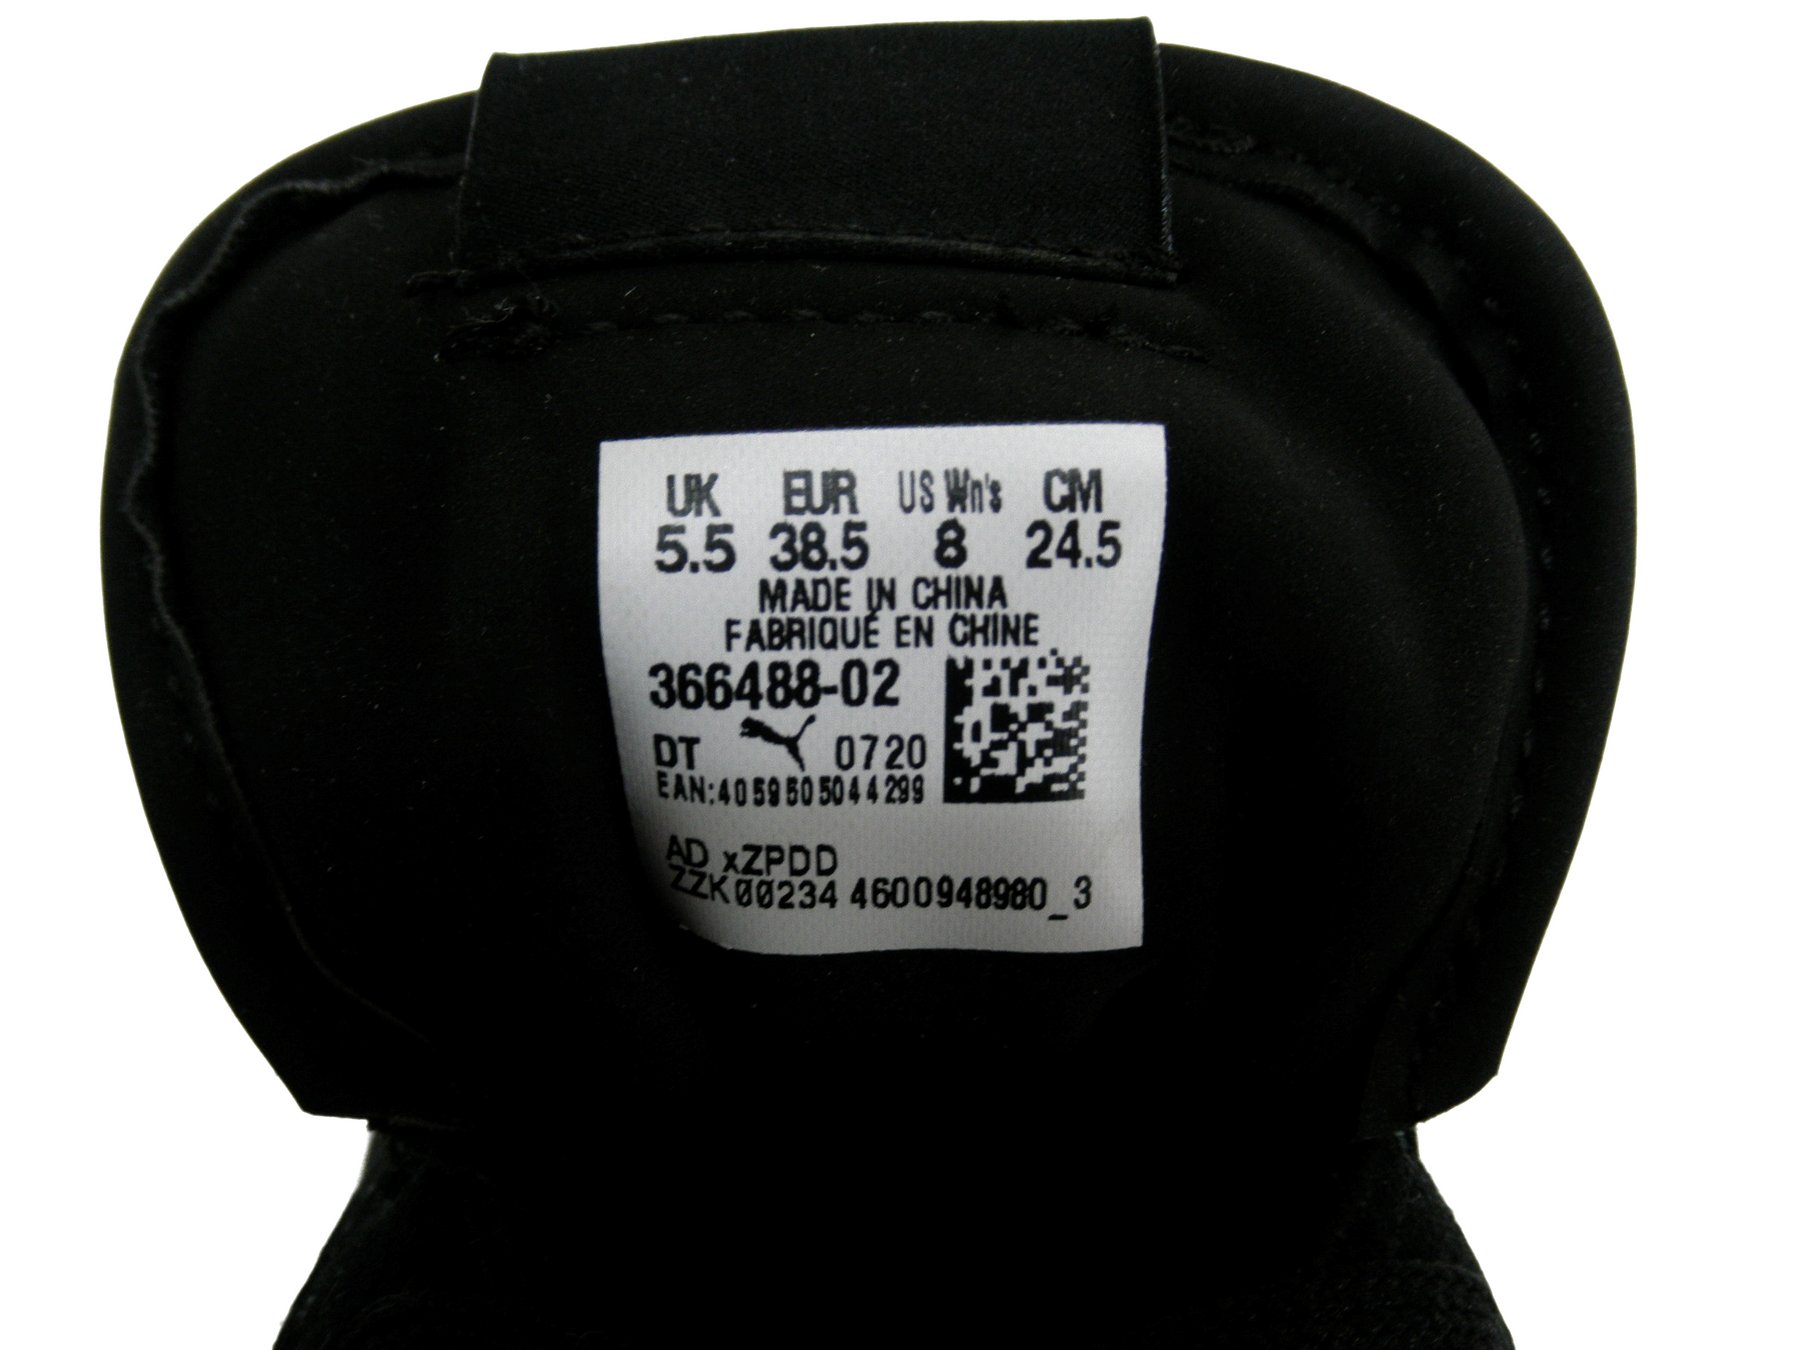 UK EUR US Wn's CM
5.5 38.5 8 24.5
MADE IN CHINA
FABRIQUÉ EN CHINE
366488-02
DT 0720
EAN:4059505044299
AD xZPDD
ZZK00234 4600948980_3